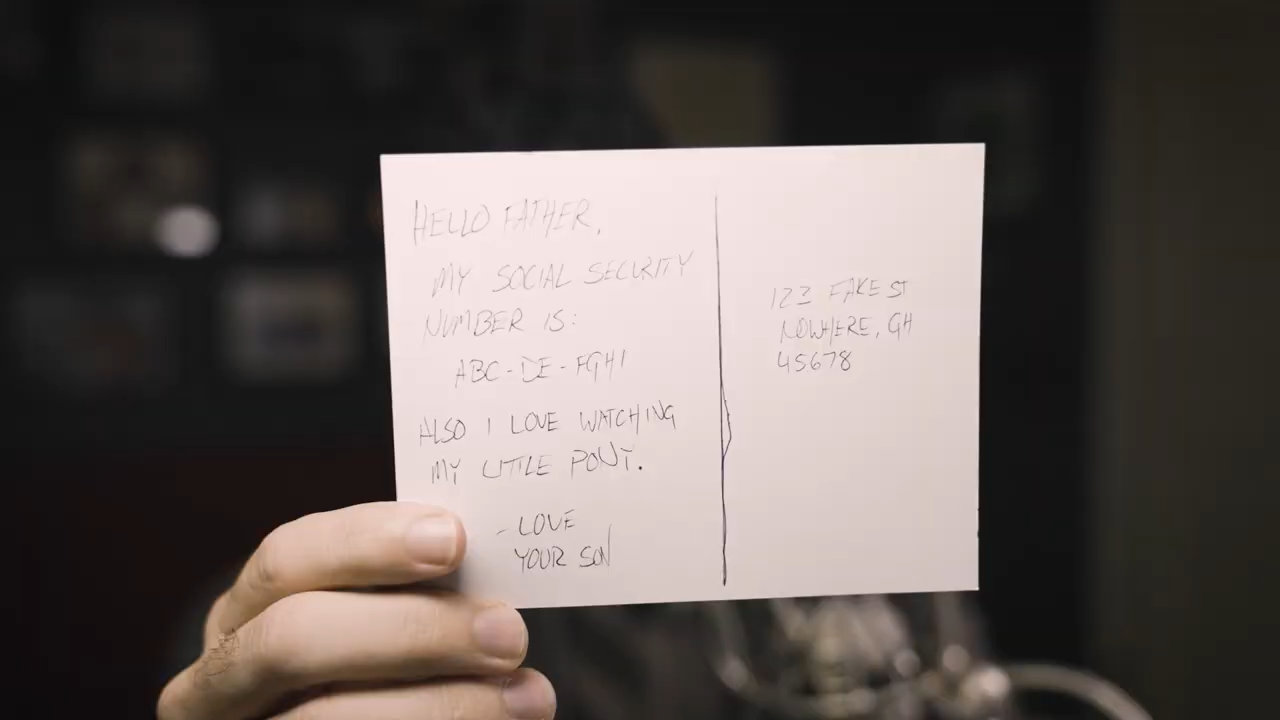 HELLO FATHER,
MY SOCIAL SECURITY
NUMBER IS:
ABC-DE-FGHI
ALSO I LOVE WATCHING
MY LITTLE PONY.
- LOVE
YOUR SON
123 FAKE ST
NOWHERE, GH
45678